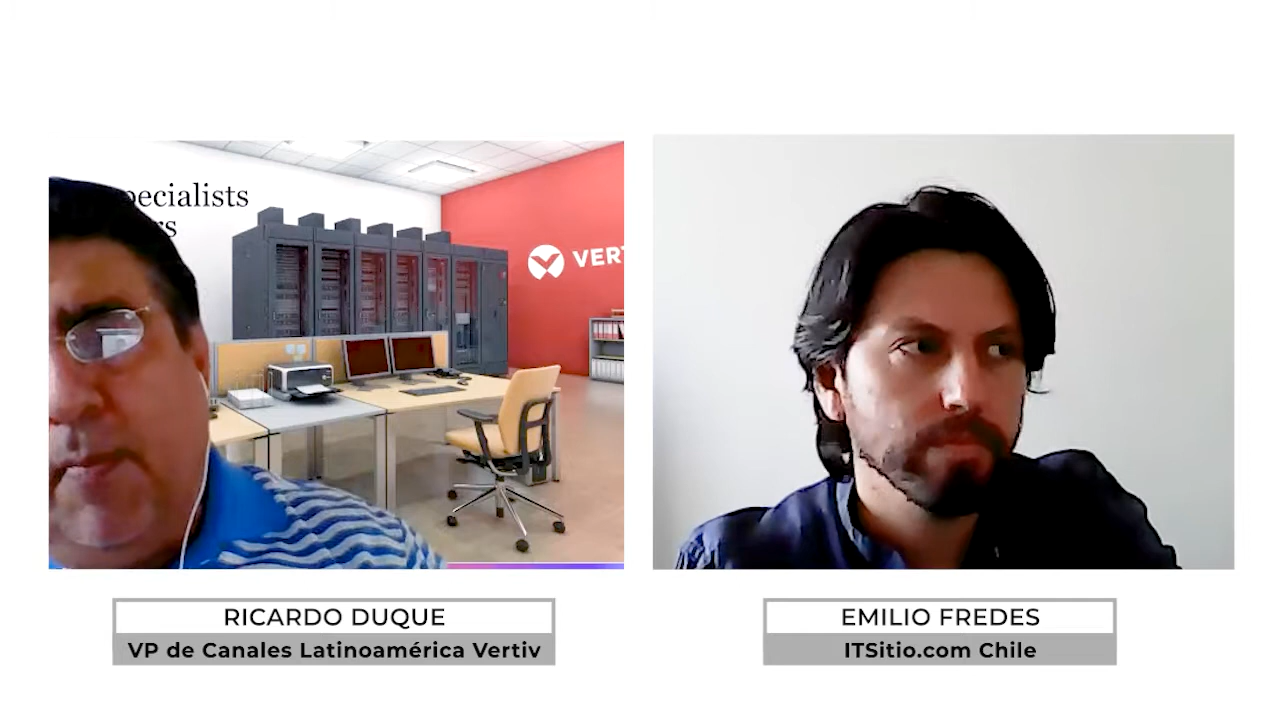 pecialists
rs
VERT
RICARDO DUQUE
VP de Canales Latinoamérica Vertiv
EMILIO FREDES
ITSitio.com Chile